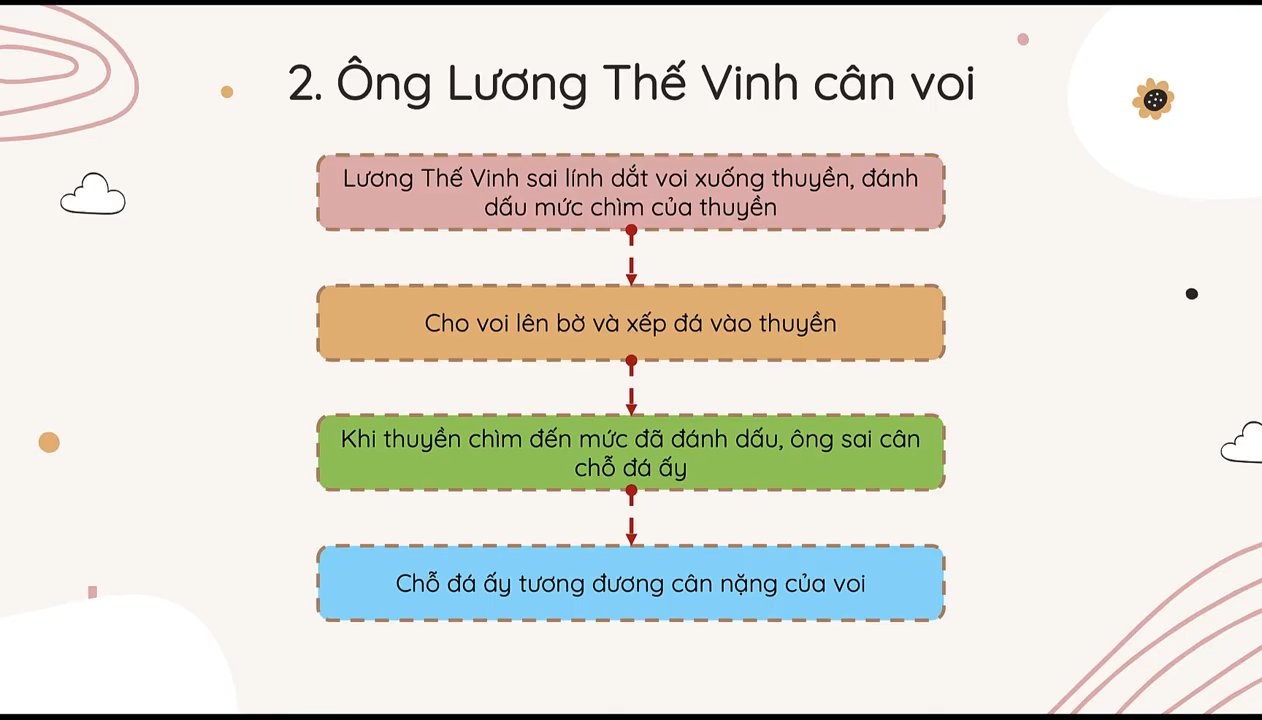 2. Ông Lương Thế Vinh cân voi
Lương Thế Vinh sai lính dắt voi xuống thuyền, đánh
dấu mức chìm của thuyền
Cho voi lên bờ và xếp đá vào thuyền
Khi thuyền chìm đến mức đã đánh dấu, ông sai cân
chỗ đá ấy
Chỗ đá ấy tương đương cân nặng của voi